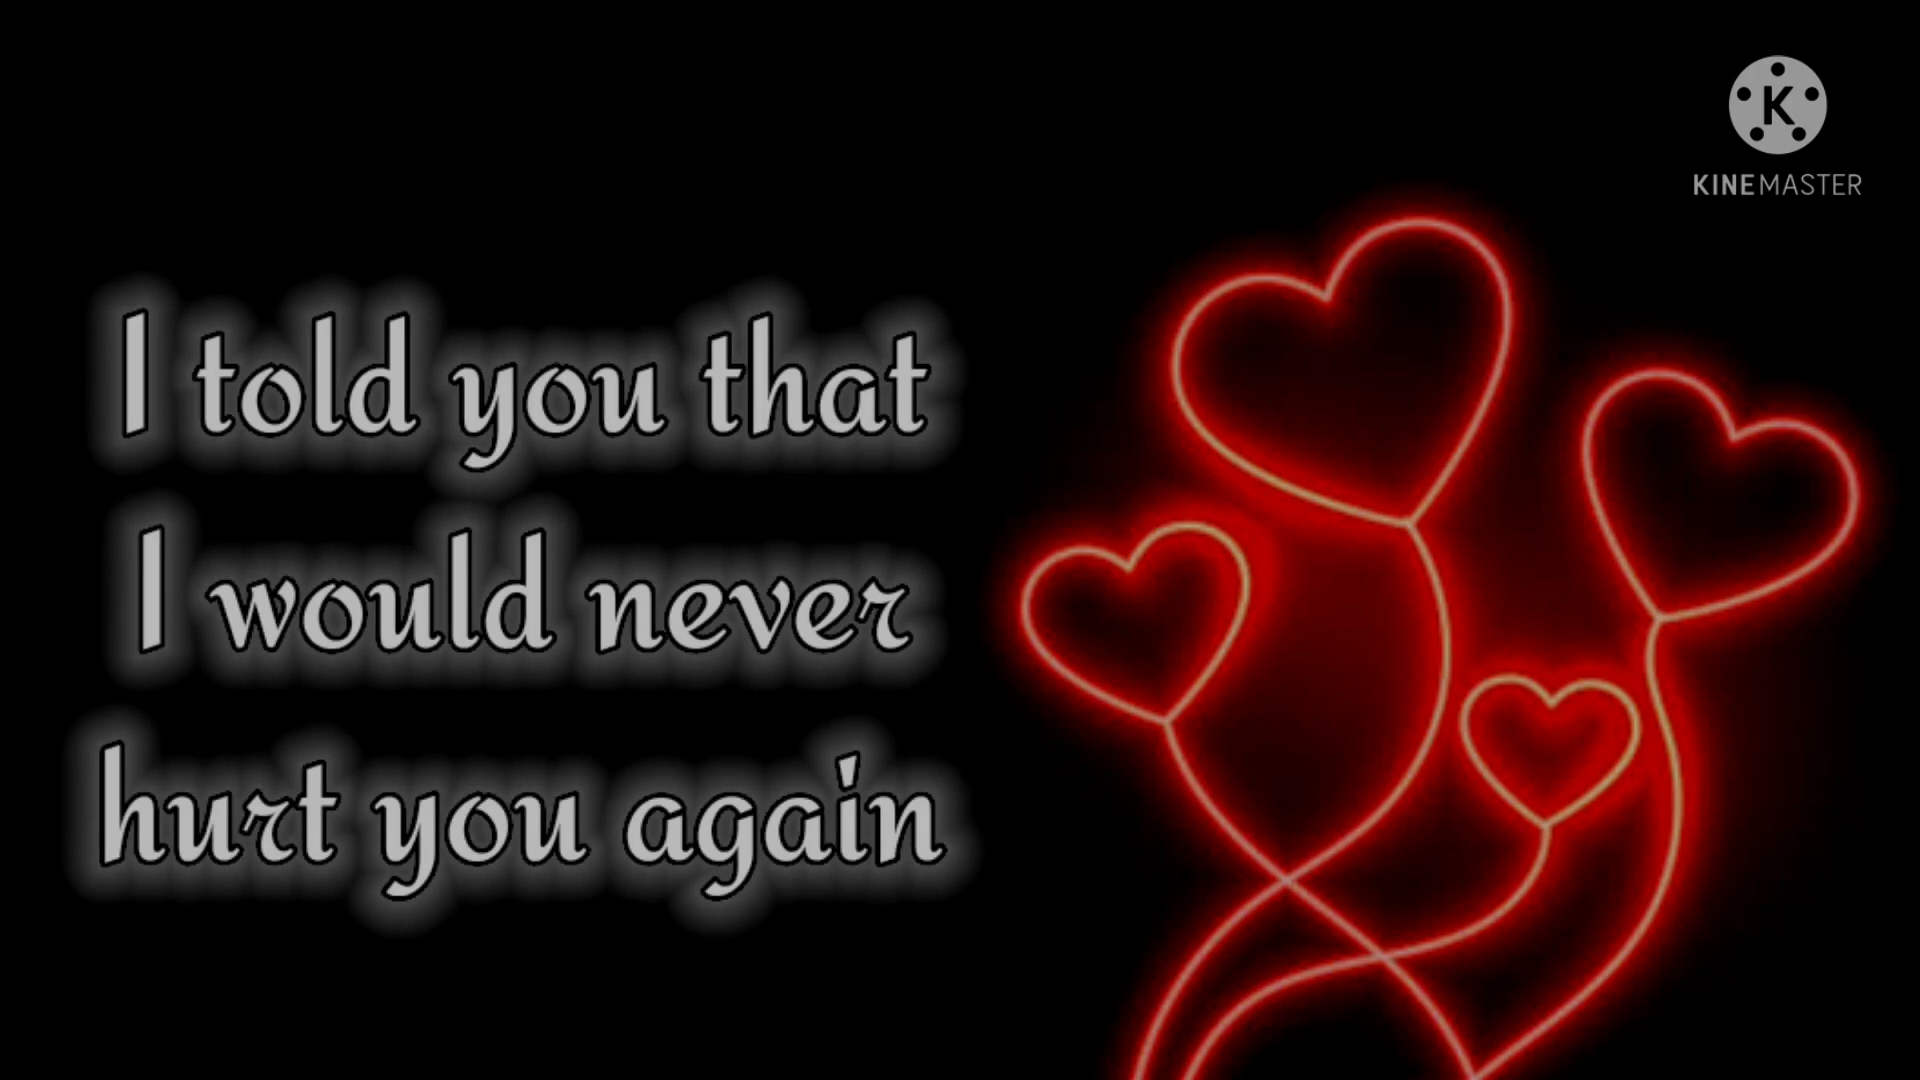 K
KINEMASTER
I told you that
I would never
hurt you again